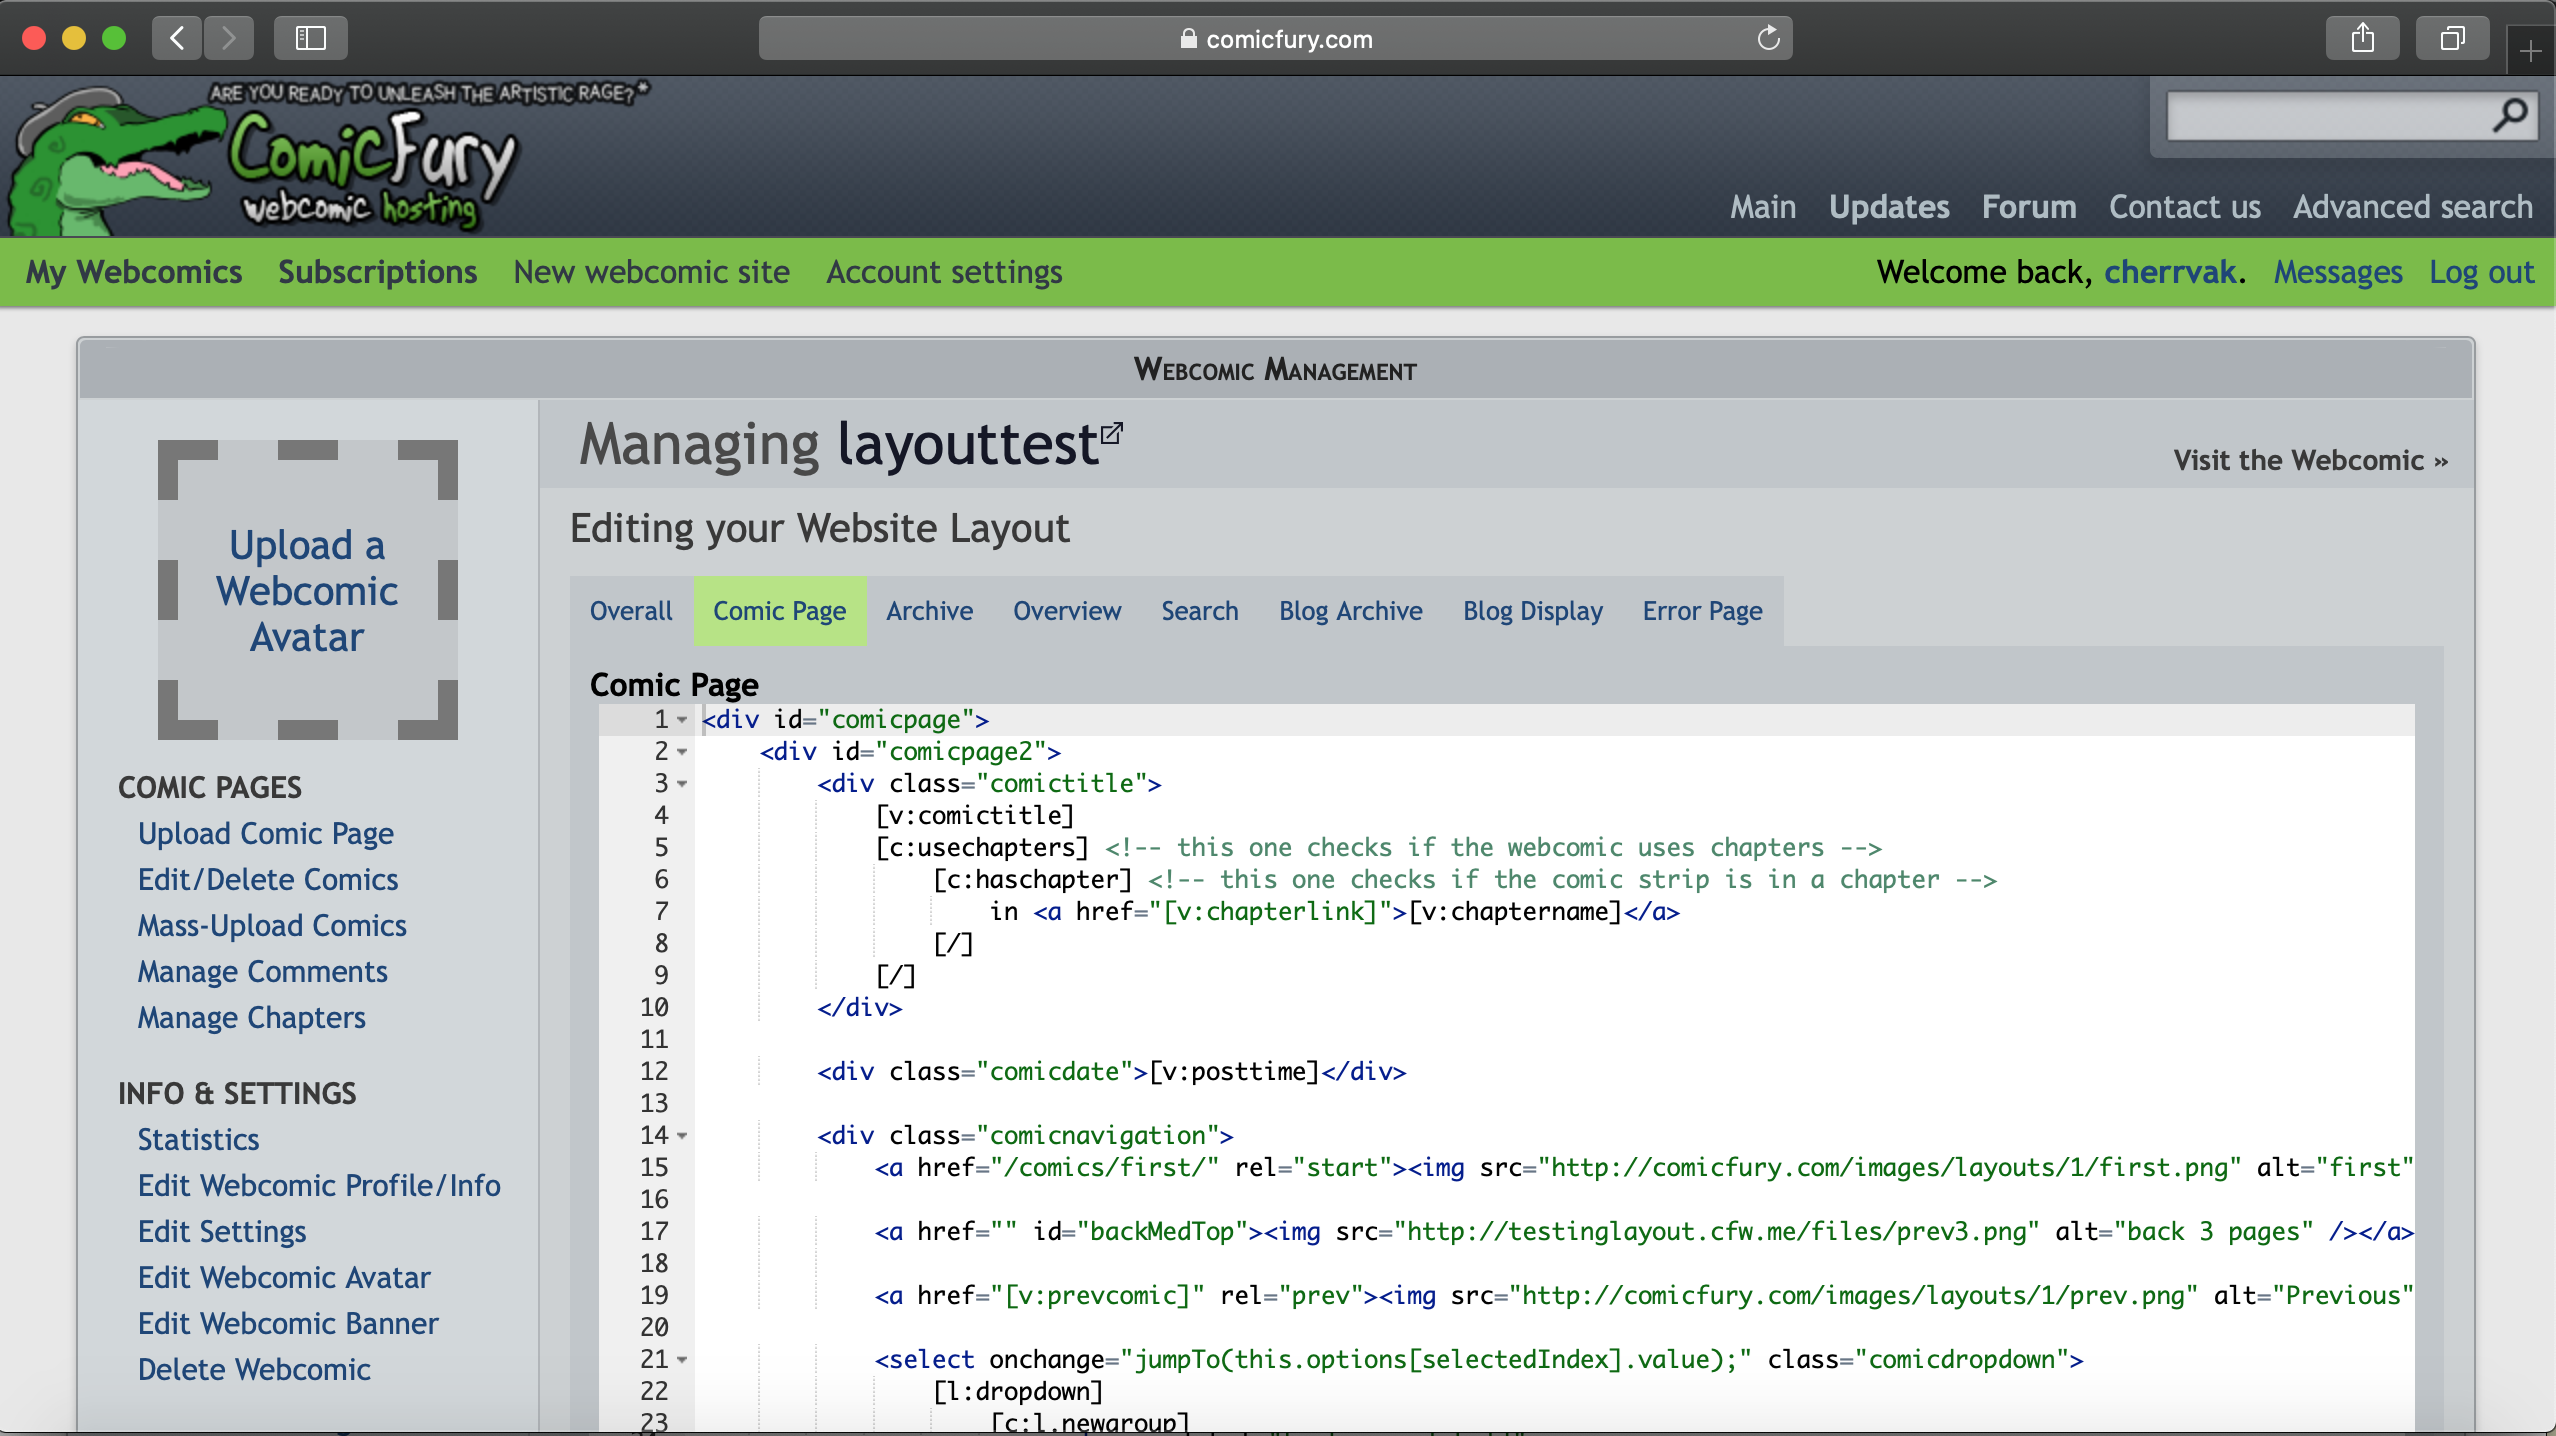 comicfury.com
ARE YOU READY TO UNLEASH THE ARTISTIC RAGE?*
ComicFury
webcomic hosting
Main Updates Forum Contact us Advanced search
My Webcomics Subscriptions New webcomic site Account settings
Welcome back, cherrvak. Messages Log out
Webcomic Management
Upload a
Webcomic
Avatar
COMIC PAGES
Upload Comic Page
Edit/Delete Comics
Mass-Upload Comics
Manage Comments
Manage Chapters
INFO & SETTINGS
Statistics
Edit Webcomic Profile/Info
Edit Settings
Edit Webcomic Avatar
Edit Webcomic Banner
Delete Webcomic
Managing layouttest
Visit the Webcomic »
Editing your Website Layout
Overall Comic Page Archive Overview Search Blog Archive Blog Display Error Page
Comic Page
1 <div id="comicpage">
2 <div id="comicpage2">
3 <div class="comictitle">
4 [v:comictitle]
5 [c:usechapters] <!-- this one checks if the webcomic uses chapters -->
6 [c:haschapter] <!-- this one checks if the comic strip is in a chapter -->
7 in <a href="[v:chapterlink]">[v:chaptername]</a>
8 [/]
9 [/]
10 </div>
11
12 <div class="comicdate">[v:posttime]</div>
13
14 <div class="comicnavigation">
15 <a href="/comics/first/" rel="start"><img src="http://comicfury.com/images/layouts/1/first.png" alt="first"
16
17 <a href="" id="backMedTop"><img src="http://testinglayout.cfw.me/files/prev3.png" alt="back 3 pages" /></a>
18
19 <a href="[v:prevcomic]" rel="prev"><img src="http://comicfury.com/images/layouts/1/prev.png" alt="Previous"
20
21 <select onchange="jumpTo(this.options[selectedIndex].value);" class="comicdropdown">
22 [l:dropdown]
23 [c:l.newgroup]